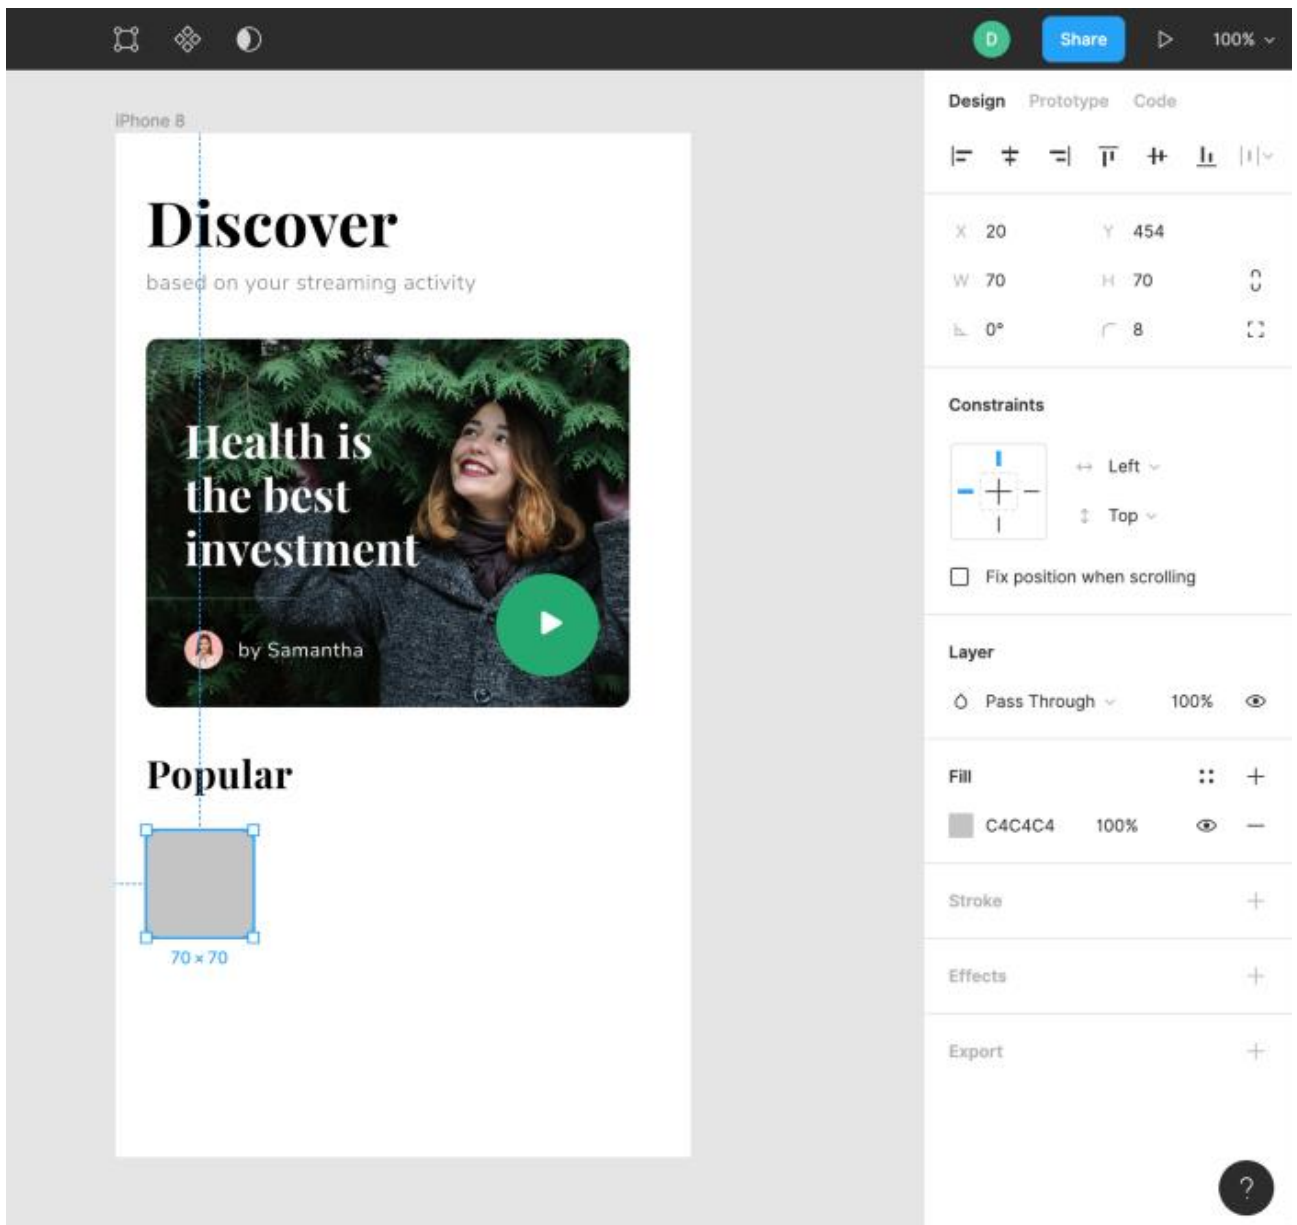 D
Share
100%
iPhone 8
Discover
based on your streaming activity
Health is
the best
investment
by Samantha
Popular
70 × 70
Design Prototype Code
X 20 Y 454
W 70 H 70
0° 8
Constraints
Left
Top
Fix position when scrolling
Layer
Pass Through 100%
Fill
C4C4C4 100%
Stroke
Effects
Export
?